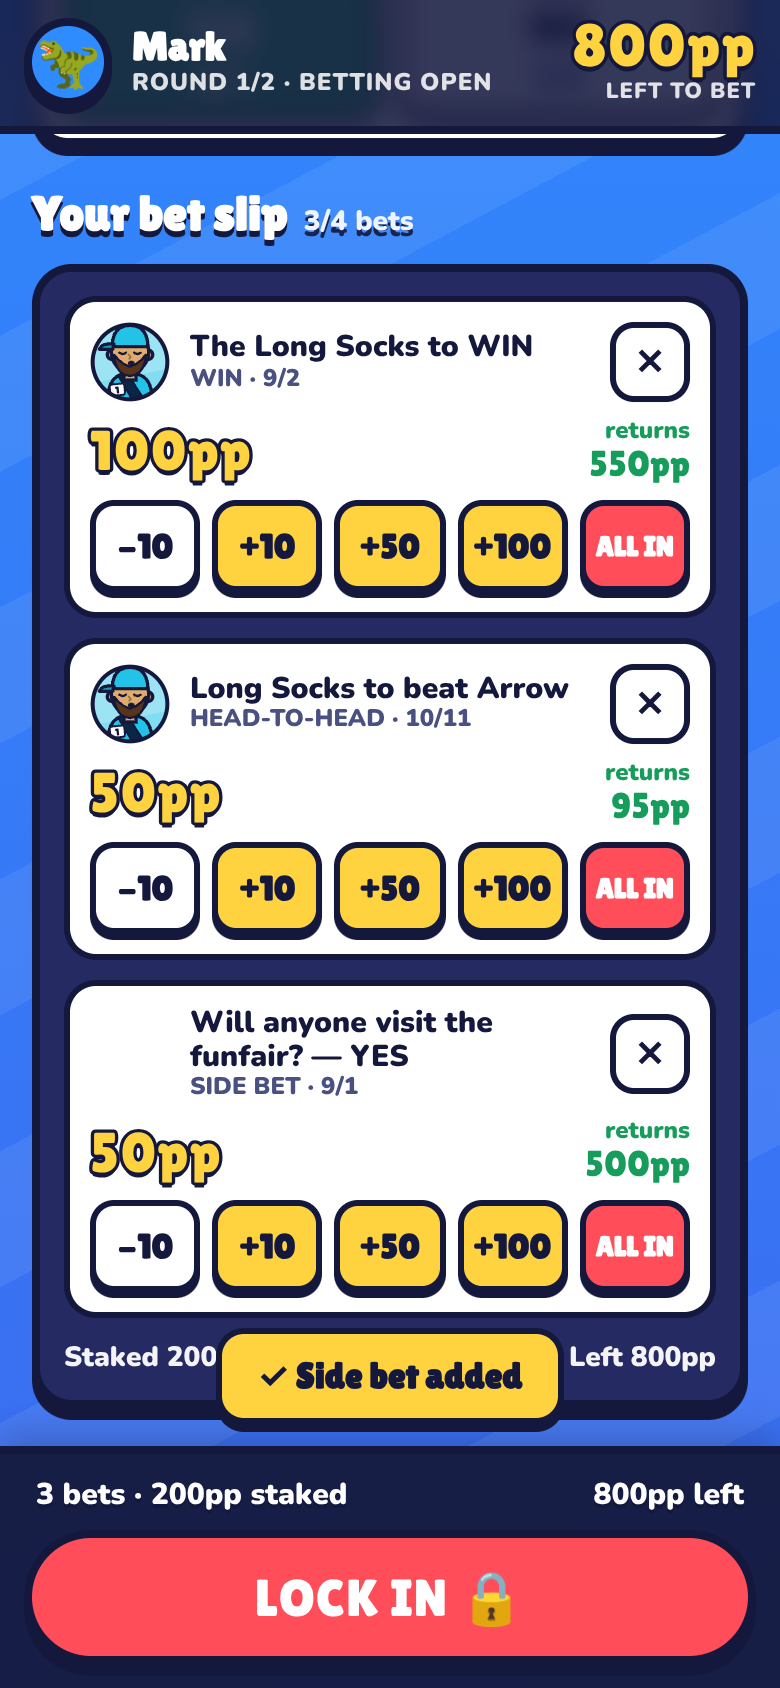 Mark
ROUND 1/2 · BETTING OPEN
800pp
LEFT TO BET
Your bet slip 3/4 bets
The Long Socks to WIN
WIN · 9/2
✕
100pp
returns
550pp
−10 +10 +50 +100 ALL IN
1
Long Socks to beat Arrow
HEAD-TO-HEAD · 10/11
✕
50pp
returns
95pp
−10 +10 +50 +100 ALL IN
1
Will anyone visit the
funfair? — YES
SIDE BET · 9/1
✕
50pp
returns
500pp
−10 +10 +50 +100 ALL IN
Staked 200
✓ Side bet added
Left 800pp
3 bets · 200pp staked
800pp left
LOCK IN 🔒